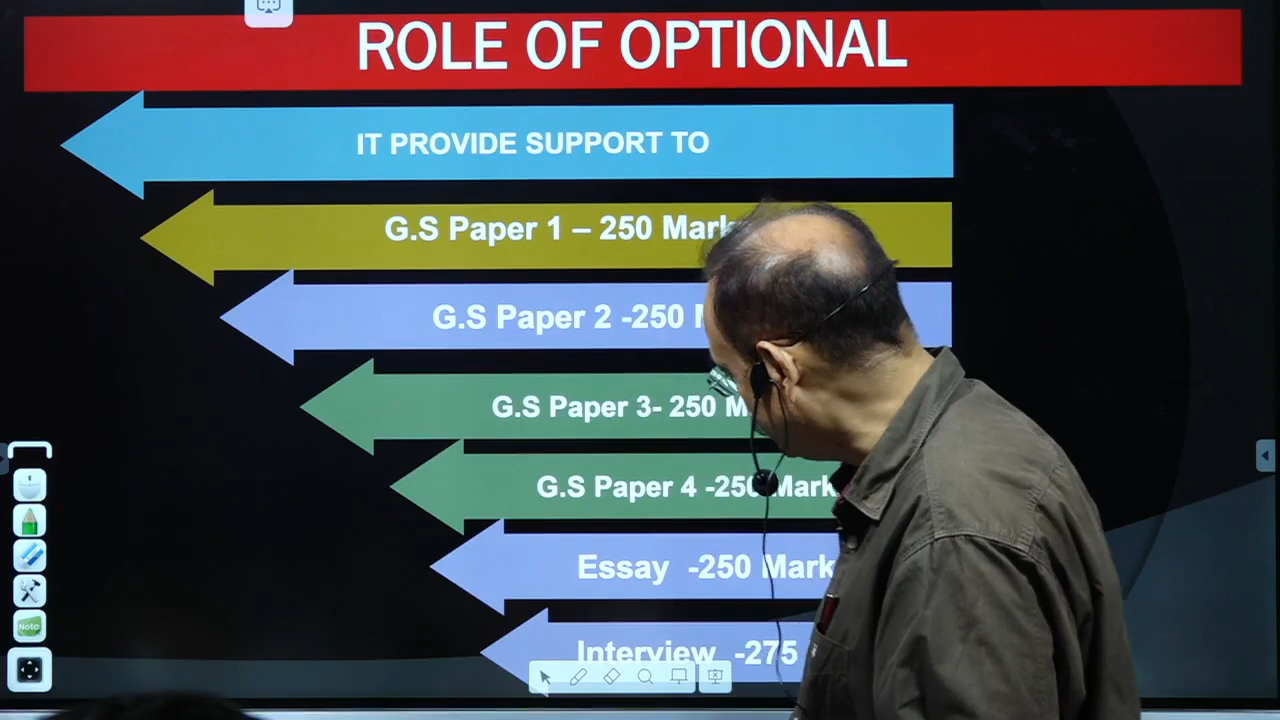 ROLE OF OPTIONAL
IT PROVIDE SUPPORT TO
G.S Paper 1 – 250 Mark
G.S Paper 2 -250 M
G.S Paper 3- 250 M
G.S Paper 4 -250 Mark
Essay -250 Mark
Interview -275
Note